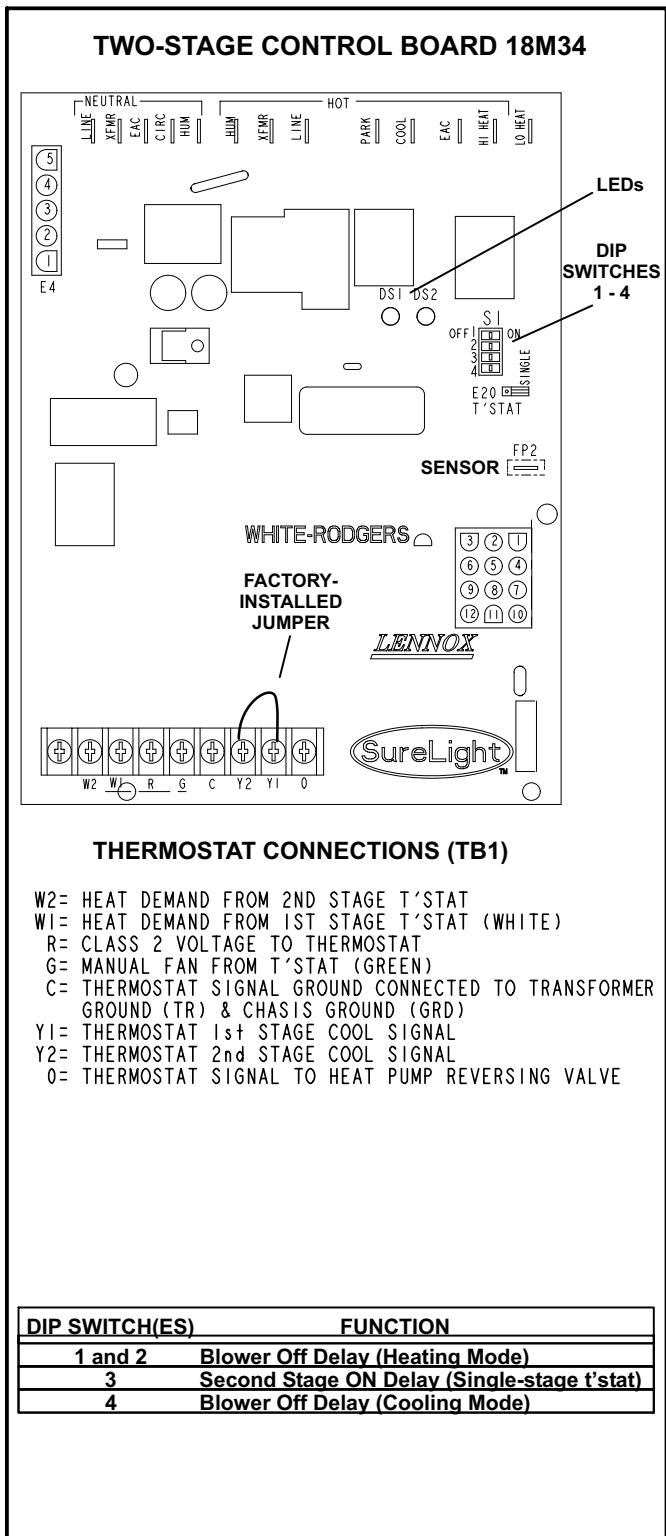 TWO-STAGE CONTROL BOARD 18M34
NEUTRAL
HOT
LINE
XFMR
EAC
CIRC
HUM
HUM
XFMR
LINE
PARK
COOL
EAC
HI HEAT
LO HEAT
5
4
3
2
1
E4
LEDs
DIP
SWITCHES
1 - 4
DS1 DS2
S1
OFF 1 ON
2
3
4
SINGLE
E20
T'STAT
FP2
SENSOR
WHITE-RODGERS
3 2 1
6 5 4
9 8 7
12 11 10
FACTORY-
INSTALLED
JUMPER
LENNOX
SureLight™
W2 W1 R G C Y2 Y1 O
THERMOSTAT CONNECTIONS (TB1)
W2= HEAT DEMAND FROM 2ND STAGE T'STAT
W1= HEAT DEMAND FROM 1ST STAGE T'STAT (WHITE)
R= CLASS 2 VOLTAGE TO THERMOSTAT
G= MANUAL FAN FROM T'STAT (GREEN)
C= THERMOSTAT SIGNAL GROUND CONNECTED TO TRANSFORMER
GROUND (TR) & CHASIS GROUND (GRD)
Y1= THERMOSTAT 1st STAGE COOL SIGNAL
Y2= THERMOSTAT 2nd STAGE COOL SIGNAL
O= THERMOSTAT SIGNAL TO HEAT PUMP REVERSING VALVE
DIP SWITCH(ES) FUNCTION
1 and 2 Blower Off Delay (Heating Mode)
3 Second Stage ON Delay (Single-stage t'stat)
4 Blower Off Delay (Cooling Mode)